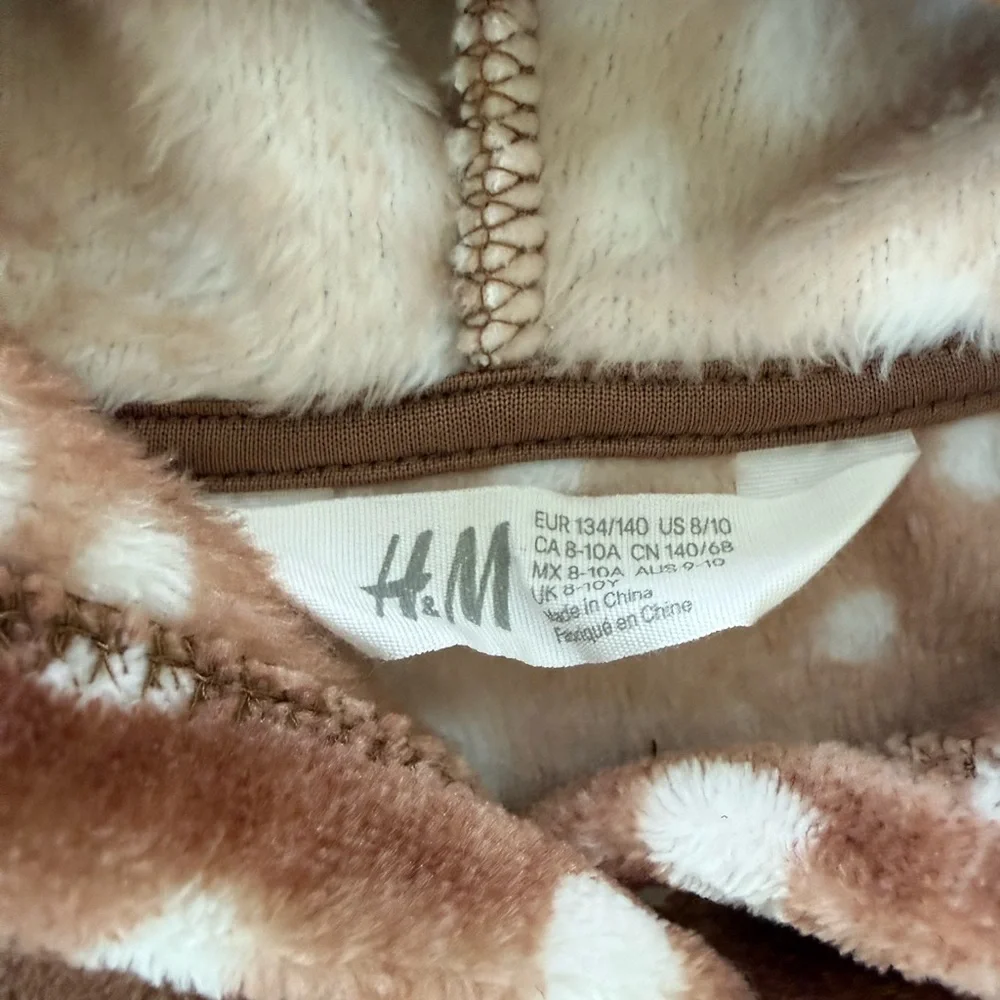 H&M
EUR 134/140 US 8/10
CA 8-10A CN 140/68
MX 8-10A AUS 9-10
UK 8-10Y
Made in China
Fabriqué en Chine